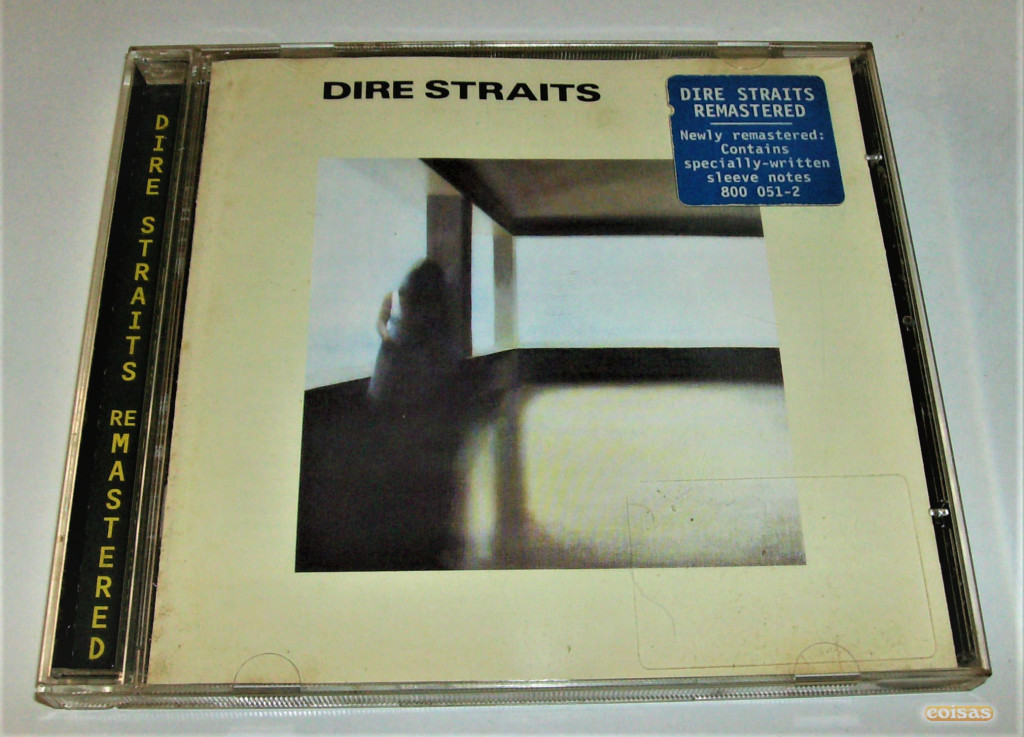 DIRE STRAITS REMASTERED
DIRE STRAITS
DIRE STRAITS
REMASTERED
Newly remastered:
Contains
specially-written
sleeve notes
800 051-2
coisas